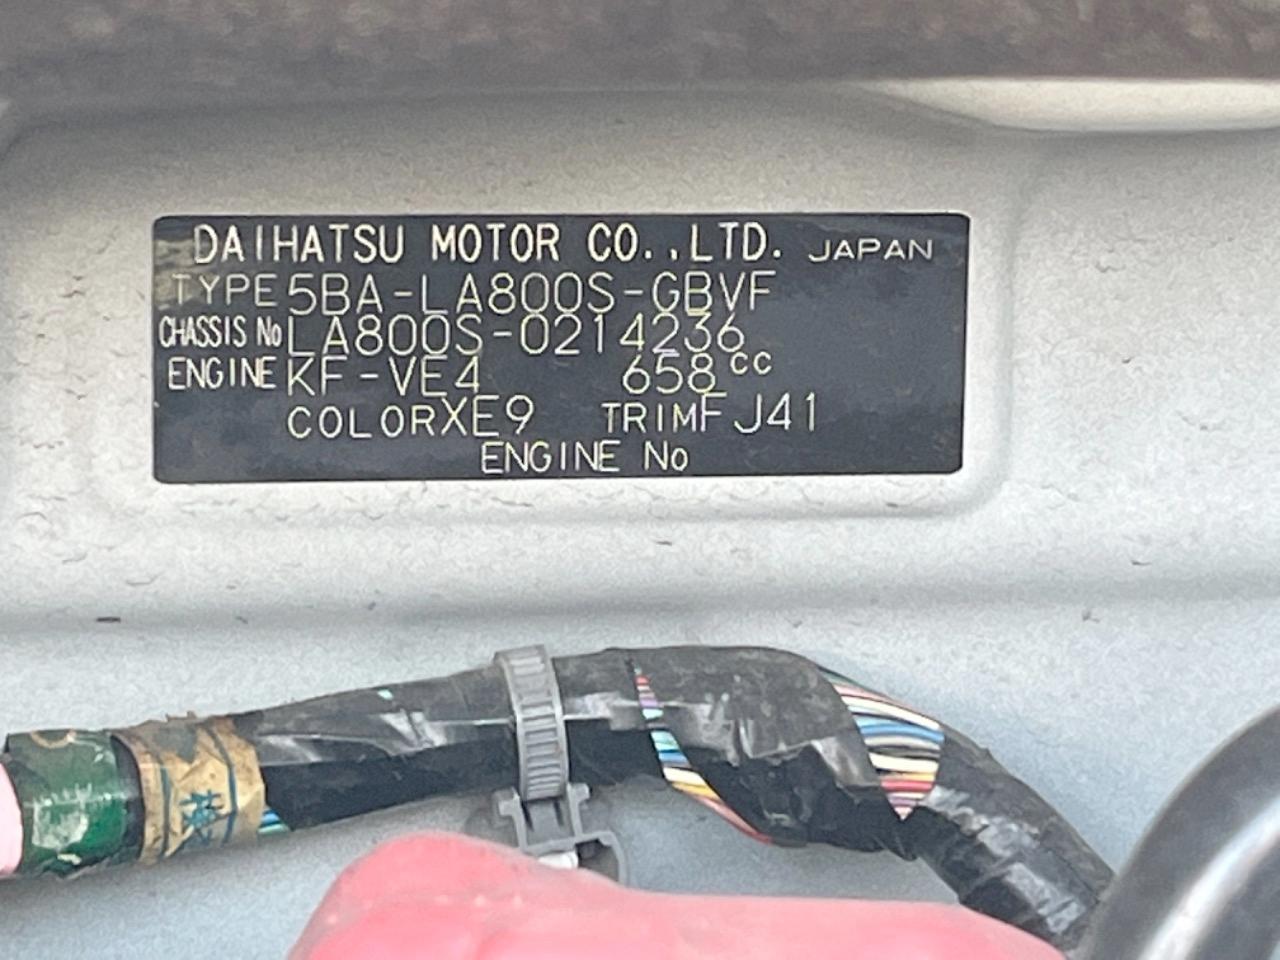 DAIHATSU MOTOR CO.,LTD. JAPAN
TYPE 5BA-LA800S-GBVF
CHASSIS No LA800S-0214236
ENGINE KF-VE4 658cc
COLOR XE9 TRIM FJ41
ENGINE No